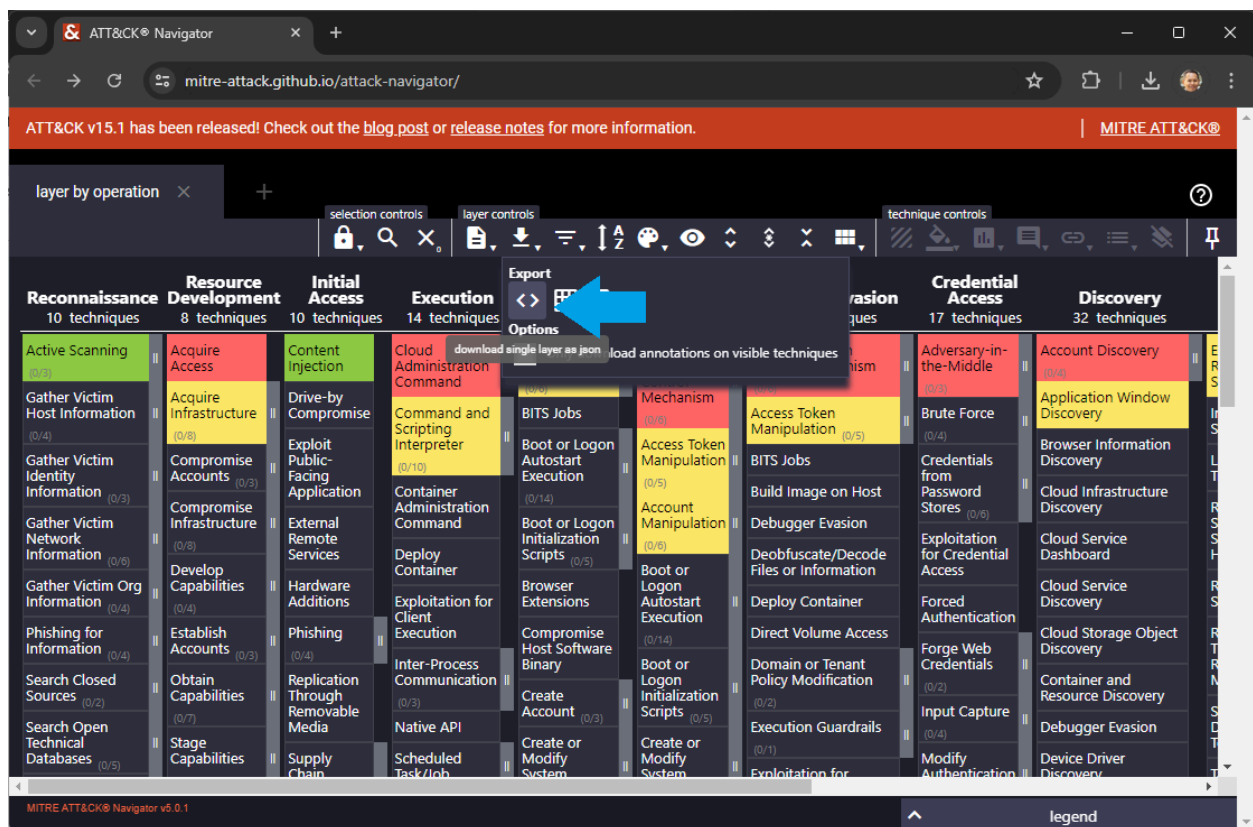 ATT&CK® Navigator
mitre-attack.github.io/attack-navigator/
ATT&CK v15.1 has been released! Check out the blog post or release notes for more information.
MITRE ATT&CK®
layer by operation
selection controls
layer controls
technique controls
Export
Options
download single layer as json
load annotations on visible techniques
Reconnaissance
10 techniques
Active Scanning
(0/3)
Gather Victim
Host Information
(0/4)
Gather Victim
Identity
Information (0/3)
Gather Victim
Network
Information (0/6)
Gather Victim Org
Information (0/4)
Phishing for
Information (0/4)
Search Closed
Sources (0/2)
Search Open
Technical
Databases (0/5)
Resource
Development
8 techniques
Acquire
Access
Acquire
Infrastructure
(0/8)
Compromise
Accounts (0/3)
Compromise
Infrastructure
(0/8)
Develop
Capabilities
(0/4)
Establish
Accounts (0/3)
Obtain
Capabilities
(0/7)
Stage
Capabilities
Initial
Access
10 techniques
Content
Injection
Drive-by
Compromise
Exploit
Public-
Facing
Application
External
Remote
Services
Hardware
Additions
Phishing
(0/4)
Replication
Through
Removable
Media
Supply
Chain
Execution
14 techniques
Cloud
Administration
Command
Command and
Scripting
Interpreter
(0/10)
Container
Administration
Command
Deploy
Container
Exploitation for
Client
Execution
Inter-Process
Communication
(0/3)
Native API
Scheduled
Task/Job
(0/6)
BITS Jobs
Boot or Logon
Autostart
Execution
(0/14)
Boot or Logon
Initialization
Scripts (0/5)
Browser
Extensions
Compromise
Host Software
Binary
Create
Account (0/3)
Create or
Modify
System
Mechanism
(0/6)
Access Token
Manipulation
(0/5)
Account
Manipulation
(0/6)
Boot or
Logon
Autostart
Execution
(0/14)
Boot or
Logon
Initialization
Scripts (0/5)
Create or
Modify
System
Access Token
Manipulation (0/5)
BITS Jobs
Build Image on Host
Debugger Evasion
Deobfuscate/Decode
Files or Information
Deploy Container
Direct Volume Access
Domain or Tenant
Policy Modification
(0/2)
Execution Guardrails
(0/1)
Exploitation for
Credential
Access
17 techniques
Adversary-in-
the-Middle
(0/3)
Brute Force
(0/4)
Credentials
from
Password
Stores (0/6)
Exploitation
for Credential
Access
Forced
Authentication
Forge Web
Credentials
(0/2)
Input Capture
(0/4)
Modify
Authentication
Discovery
32 techniques
Account Discovery
(0/4)
Application Window
Discovery
Browser Information
Discovery
Cloud Infrastructure
Discovery
Cloud Service
Dashboard
Cloud Service
Discovery
Cloud Storage Object
Discovery
Container and
Resource Discovery
Debugger Evasion
Device Driver
Discovery
MITRE ATT&CK® Navigator v5.0.1
legend